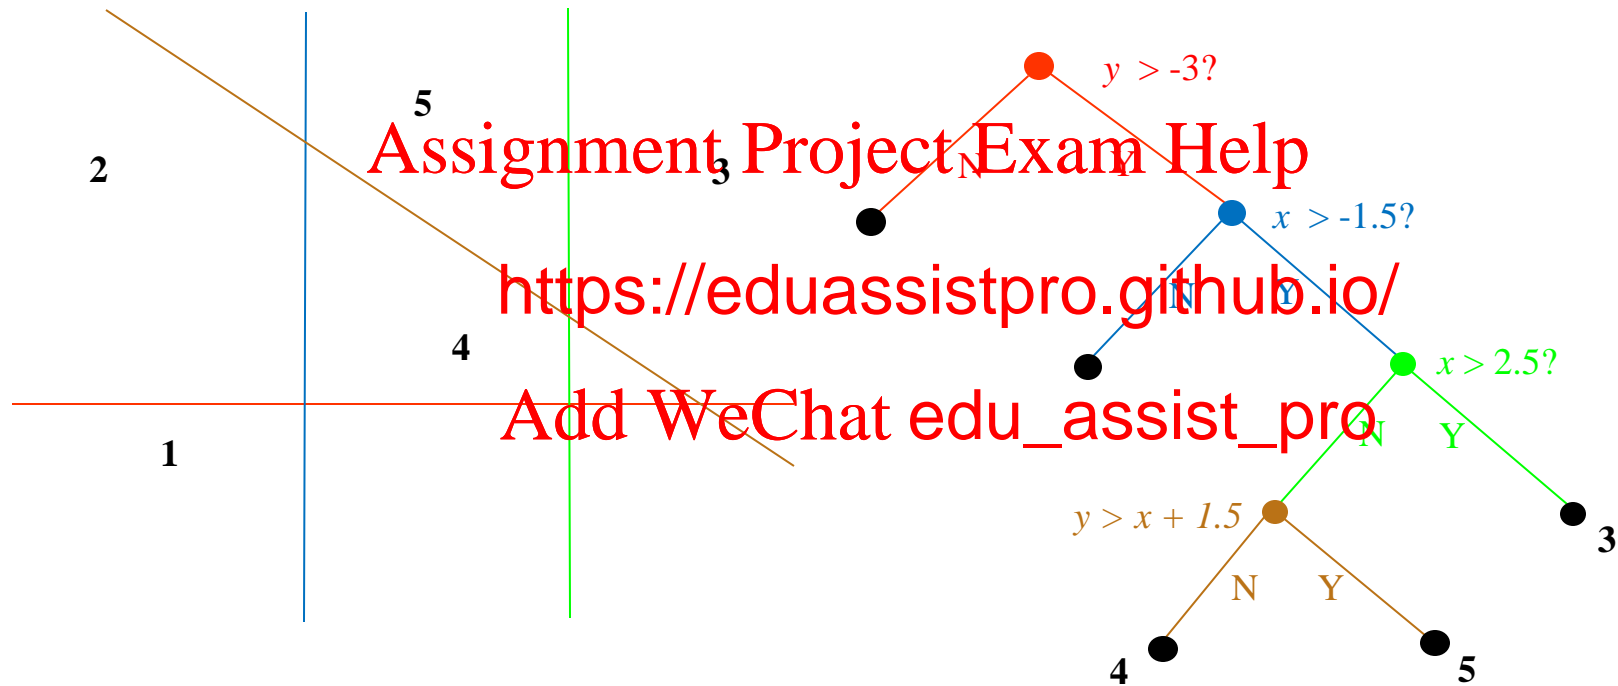 y > -3?
5
Assignment Project Exam Help
2
3
N
Y
x > -1.5?
https://eduassistpro.github.io/
N
Y
4
x > 2.5?
Add WeChat edu_assist_pro
1
N
Y
y > x + 1.5
3
N
Y
4
5